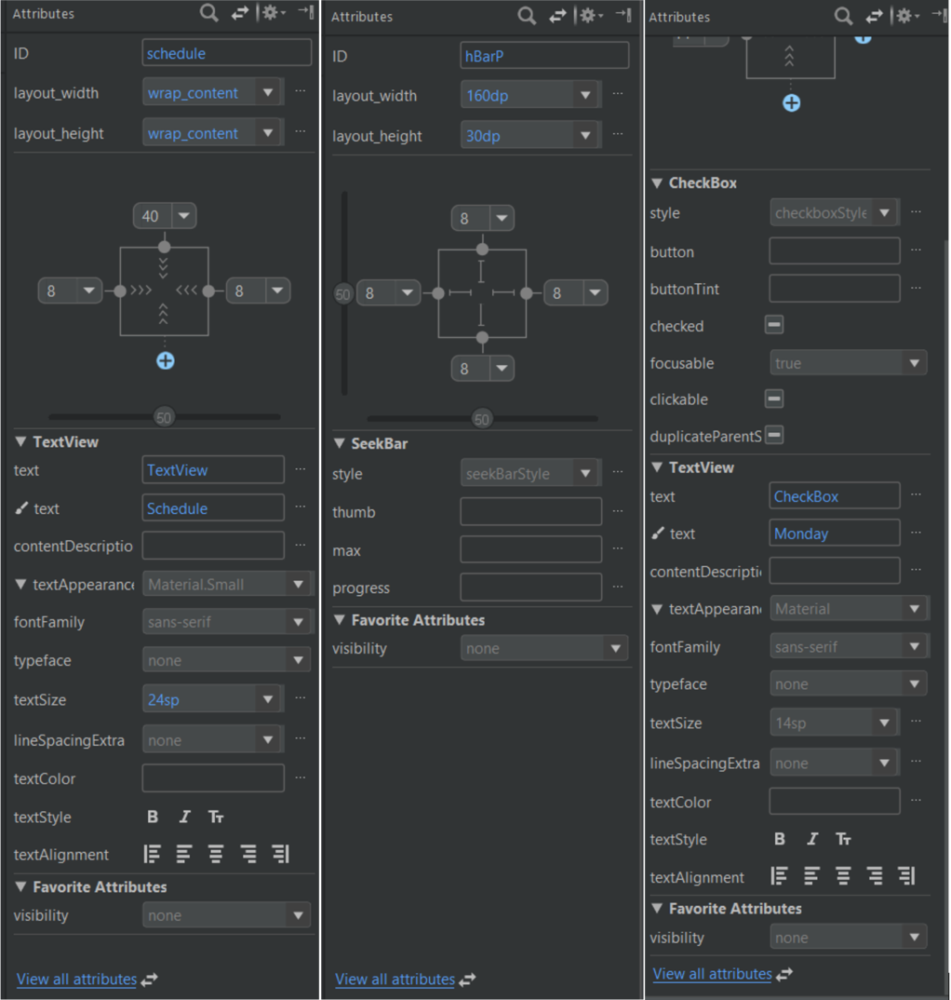 Attributes
ID schedule
layout_width wrap_content ...
layout_height wrap_content ...
40
8 8
50
TextView
text TextView ...
text Schedule ...
contentDescriptio ...
textAppearance Material.Small
fontFamily sans-serif
typeface none
textSize 24sp ...
lineSpacingExtra none ...
textColor ...
textStyle B I Tт
textAlignment
Favorite Attributes
visibility none
View all attributes
Attributes
ID hBarP
layout_width 160dp ...
layout_height 30dp ...
8
50 8 8
8
50
SeekBar
style seekBarStyle ...
thumb ...
max ...
progress ...
Favorite Attributes
visibility none
View all attributes
Attributes
CheckBox
style checkboxStyle ...
button ...
buttonTint ...
checked
focusable true
clickable
duplicateParentS
TextView
text CheckBox ...
text Monday ...
contentDescripti ...
textAppearan Material
fontFamily sans-serif
typeface none
textSize 14sp ...
lineSpacingExtra none ...
textColor ...
textStyle B I Tт
textAlignment
Favorite Attributes
visibility none
View all attributes